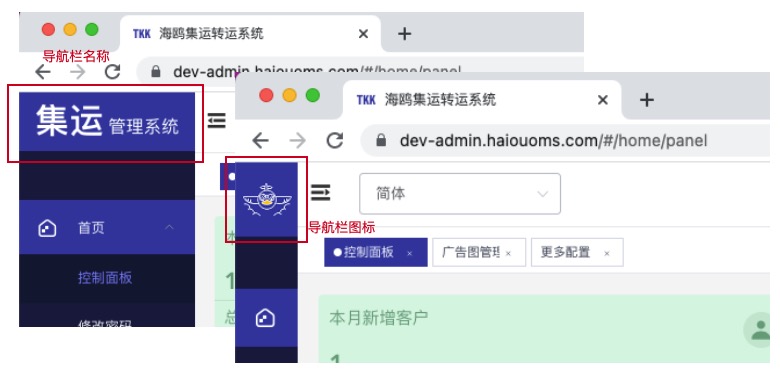 TKK 海鸥集运转运系统
导航栏名称
dev-admin.haiouoms.com/#/home/panel
集运 管理系统
首页
控制面板
修改密码
TKK 海鸥集运转运系统
dev-admin.haiouoms.com/#/home/panel
简体
导航栏图标
控制面板 × 广告图管理 × 更多配置 ×
本月新增客户
1
本
1
总